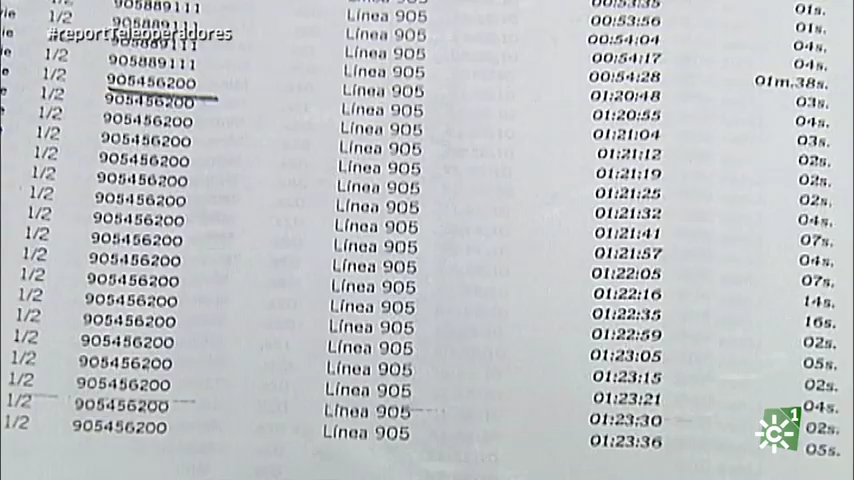 00:53:35 01s.
905889111 Línea 905 00:53:56 01s.
#reportTeleoperadores
1/2 Línea 905 00:54:04 04s.
1/2 905889111 Línea 905 00:54:17 04s.
1/2 905889111 Línea 905 00:54:28 01m.38s.
1/2 905456200 Línea 905 01:20:48 03s.
1/2 905456200 Línea 905 01:20:55 04s.
1/2 905456200 Línea 905 01:21:04 03s.
1/2 905456200 Línea 905 01:21:12 02s.
1/2 905456200 Línea 905 01:21:19 02s.
1/2 905456200 Línea 905 01:21:25 02s.
1/2 905456200 Línea 905 01:21:32 04s.
1/2 905456200 Línea 905 01:21:41 07s.
1/2 905456200 Línea 905 01:21:57 04s.
1/2 905456200 Línea 905 01:22:05 07s.
1/2 905456200 Línea 905 01:22:16 14s.
1/2 905456200 Línea 905 01:22:35 16s.
1/2 905456200 Línea 905 01:22:59 02s.
1/2 905456200 Línea 905 01:23:05 05s.
1/2 905456200 Línea 905 01:23:15 02s.
1/2 905456200 Línea 905 01:23:21 04s.
1/2 905456200 Línea 905 01:23:30 02s.
1/2 905456200 Línea 905 01:23:36 05s.
1